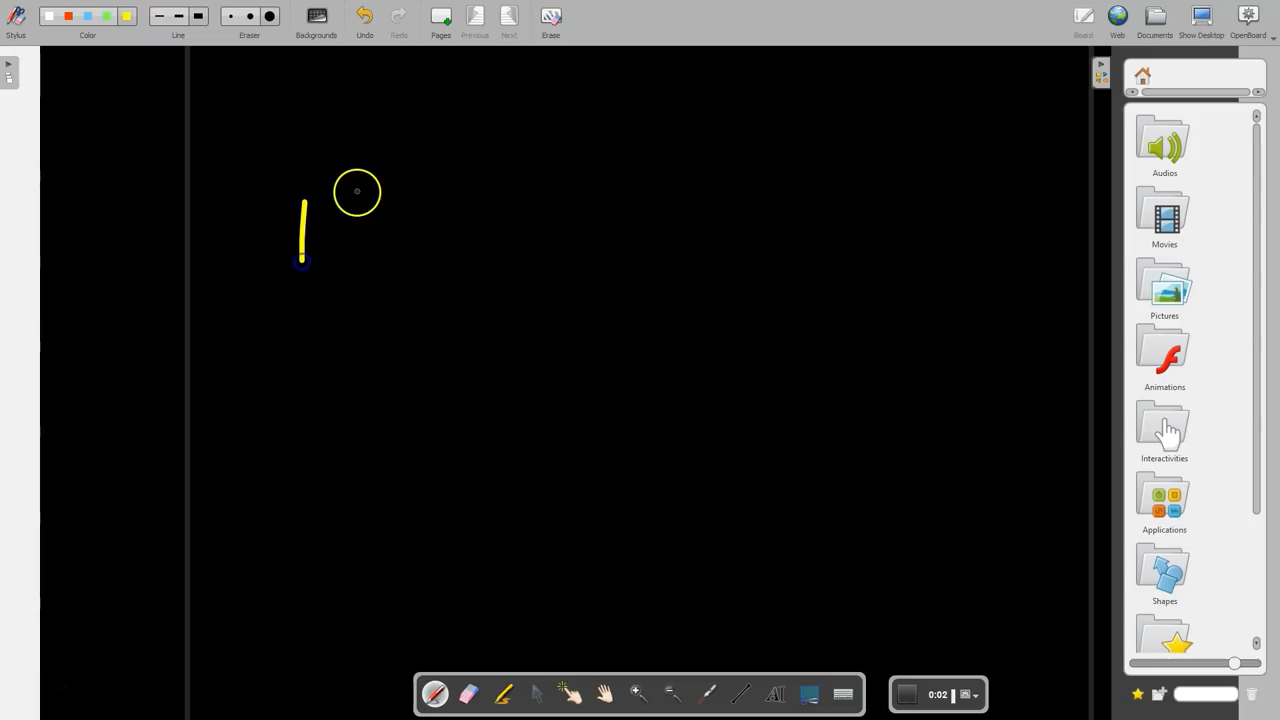 Stylus Color Line Eraser Backgrounds Undo Redo Pages Previous Next Erase Board Web Documents Show Desktop OpenBoard
Audios
Movies
Pictures
Animations
Interactivities
Applications
Shapes
0:02